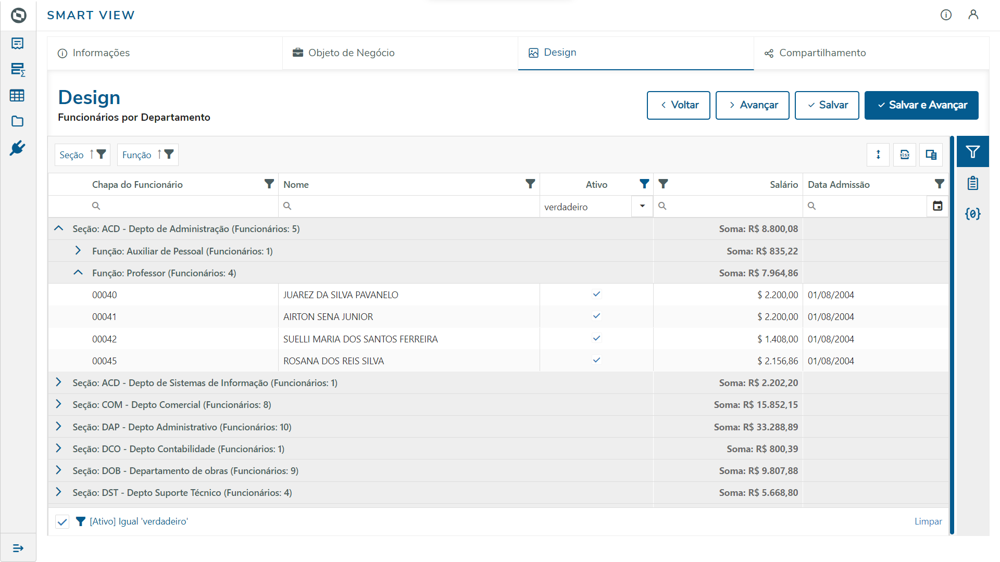 SMART VIEW
Informações
Objeto de Negócio
Design
Compartilhamento
Design
Funcionários por Departamento
Voltar
Avançar
Salvar
Salvar e Avançar
Seção
Função
xlsx
Chapa do Funcionário
Nome
Ativo
Salário
Data Admissão
verdadeiro
{0}
Seção: ACD - Depto de Administração (Funcionários: 5) Soma: R$ 8.800,08
Função: Auxiliar de Pessoal (Funcionários: 1) Soma: R$ 835,22
Função: Professor (Funcionários: 4) Soma: R$ 7.964,86
00040 JUAREZ DA SILVA PAVANELO $ 2.200,00 01/08/2004
00041 AIRTON SENA JUNIOR $ 2.200,00 01/08/2004
00042 SUELLI MARIA DOS SANTOS FERREIRA $ 1.408,00 01/08/2004
00045 ROSANA DOS REIS SILVA $ 2.156,86 01/08/2004
Seção: ACD - Depto de Sistemas de Informação (Funcionários: 1) Soma: R$ 2.202,20
Seção: COM - Depto Comercial (Funcionários: 8) Soma: R$ 15.852,15
Seção: DAP - Depto Administrativo (Funcionários: 10) Soma: R$ 33.288,89
Seção: DCO - Depto Contabilidade (Funcionários: 1) Soma: R$ 800,39
Seção: DOB - Departamento de obras (Funcionários: 9) Soma: R$ 9.807,88
Seção: DST - Depto Suporte Técnico (Funcionários: 4) Soma: R$ 5.668,80
[Ativo] Igual 'verdadeiro'
Limpar